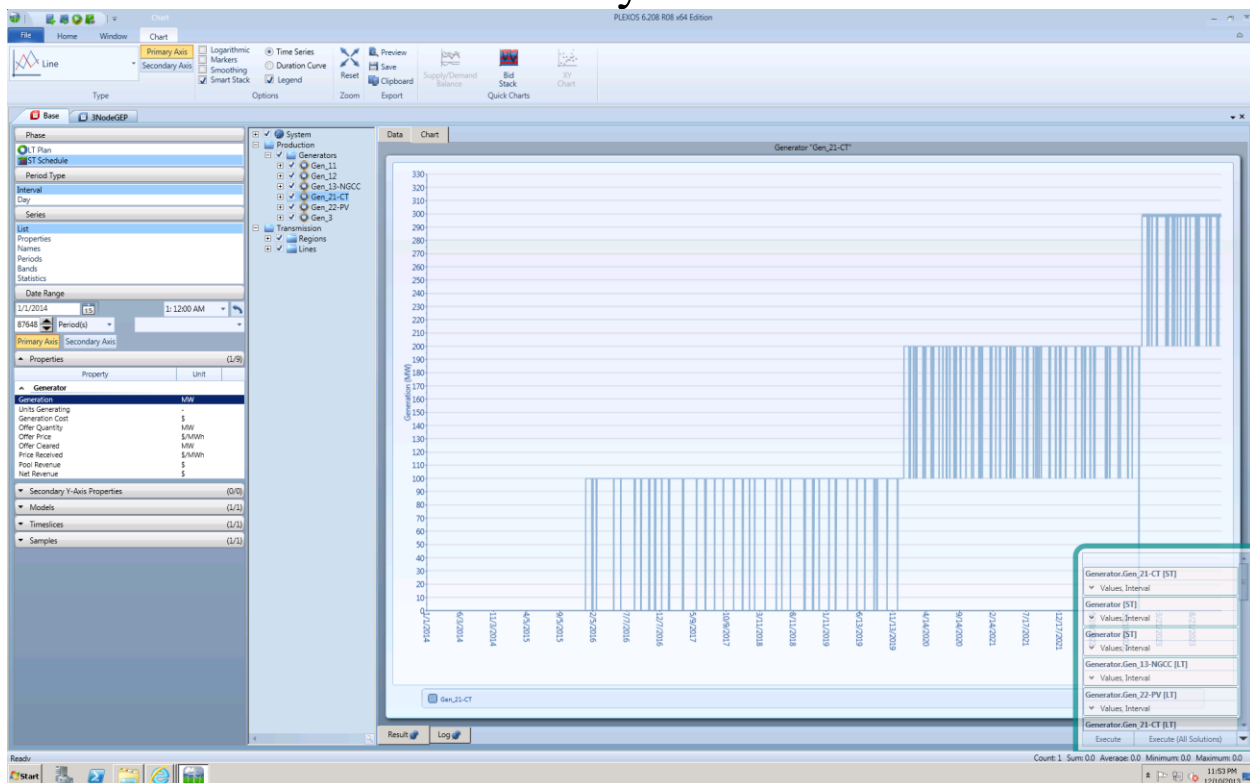 Chart
PLEXOS 6.208 R08 x64 Edition
File Home Window Chart
Line
Primary Axis
Secondary Axis
Logarithmic
Markers
Smoothing
Smart Stack
Time Series
Duration Curve
Legend
Reset
Preview
Save
Clipboard
Supply/Demand Balance
Bid Stack
XY Chart
Type Options Zoom Export Quick Charts
Base 3NodeGEP
Phase
LT Plan
ST Schedule
Period Type
Interval
Day
Series
List
Properties
Names
Periods
Bands
Statistics
Date Range
1/1/2014 15 1: 12:00 AM
87648 Period(s)
Primary Axis Secondary Axis
Properties (1/9)
Property Unit
Generator
Generation MW
Units Generating -
Generation Cost $
Offer Quantity MW
Offer Price $/MWh
Offer Cleared MW
Price Received $/MWh
Pool Revenue $
Net Revenue $
Secondary Y-Axis Properties (0/0)
Models (1/1)
Timeslices (1/1)
Samples (1/1)
System
Production
Generators
Gen_11
Gen_12
Gen_13-NGCC
Gen_21-CT
Gen_22-PV
Gen_3
Transmission
Regions
Lines
Data Chart
Generator "Gen_21-CT"
Generation (MW)
330
320
310
300
290
280
270
260
250
240
230
220
210
200
190
180
170
160
150
140
130
120
110
100
90
80
70
60
50
40
30
20
10
0
1/1/2014
6/3/2014
11/3/2014
4/5/2015
9/5/2015
2/5/2016
7/7/2016
12/7/2016
5/9/2017
10/9/2017
3/11/2018
8/11/2018
1/11/2019
6/13/2019
11/13/2019
4/14/2020
9/14/2020
2/14/2021
7/17/2021
12/17/2021
Gen_21-CT
Generator.Gen_21-CT [ST]
Values, Interval
Generator [ST]
Values, Interval
Generator [ST]
Values, Interval
Generator.Gen_13-NGCC [LT]
Values, Interval
Generator.Gen_22-PV [LT]
Values, Interval
Generator.Gen_21-CT [LT]
Execute Execute (All Solutions)
Result Log
Ready
Count: 1 Sum: 0.0 Average: 0.0 Minimum: 0.0 Maximum: 0.0
Start
11:53 PM
12/10/2013